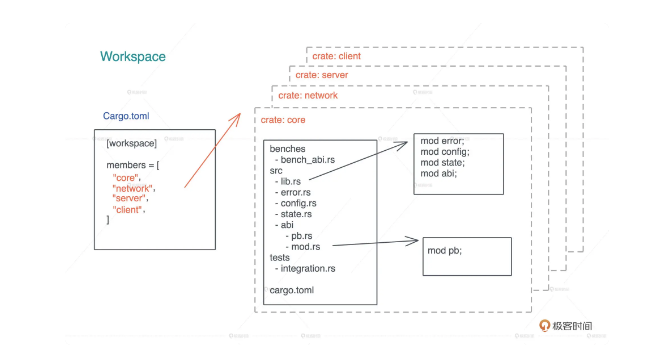 Workspace
Cargo.toml
[workspace]
members = [
"core",
"network",
"server",
"client",
]
crate: client
crate: server
crate: network
crate: core
benches
- bench_abi.rs
src
- lib.rs
- error.rs
- config.rs
- state.rs
- abi
- pb.rs
- mod.rs
tests
- integration.rs
cargo.toml
mod error;
mod config;
mod state;
mod abi;
mod pb;
极客时间